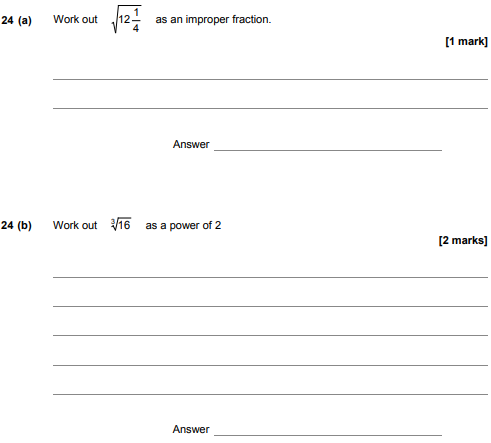 24 (a) Work out √12 1/4 as an improper fraction.
[1 mark]
Answer
24 (b) Work out ∛16 as a power of 2
[2 marks]
Answer